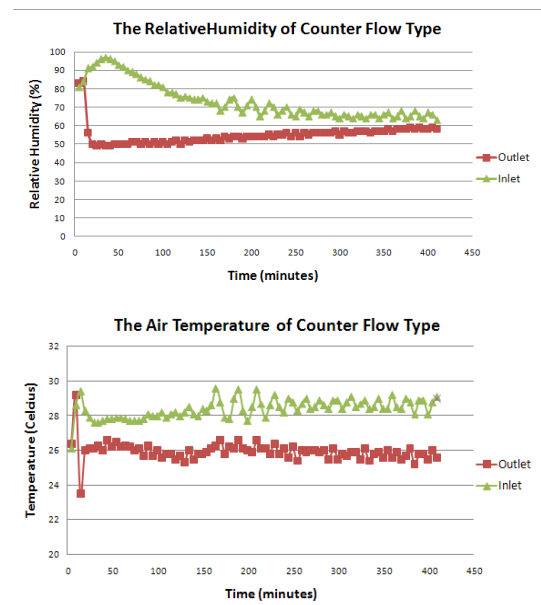 The RelativeHumidity of Counter Flow Type
Relative Humidity (%)
100
90
80
70
60
50
40
30
20
10
0
0 50 100 150 200 250 300 350 400 450
Time (minutes)
Outlet
Inlet
The Air Temperature of Counter Flow Type
Temperature (Celdus)
32
30
28
26
24
22
20
0 50 100 150 200 250 300 350 400 450
Time (minutes)
Outlet
Inlet